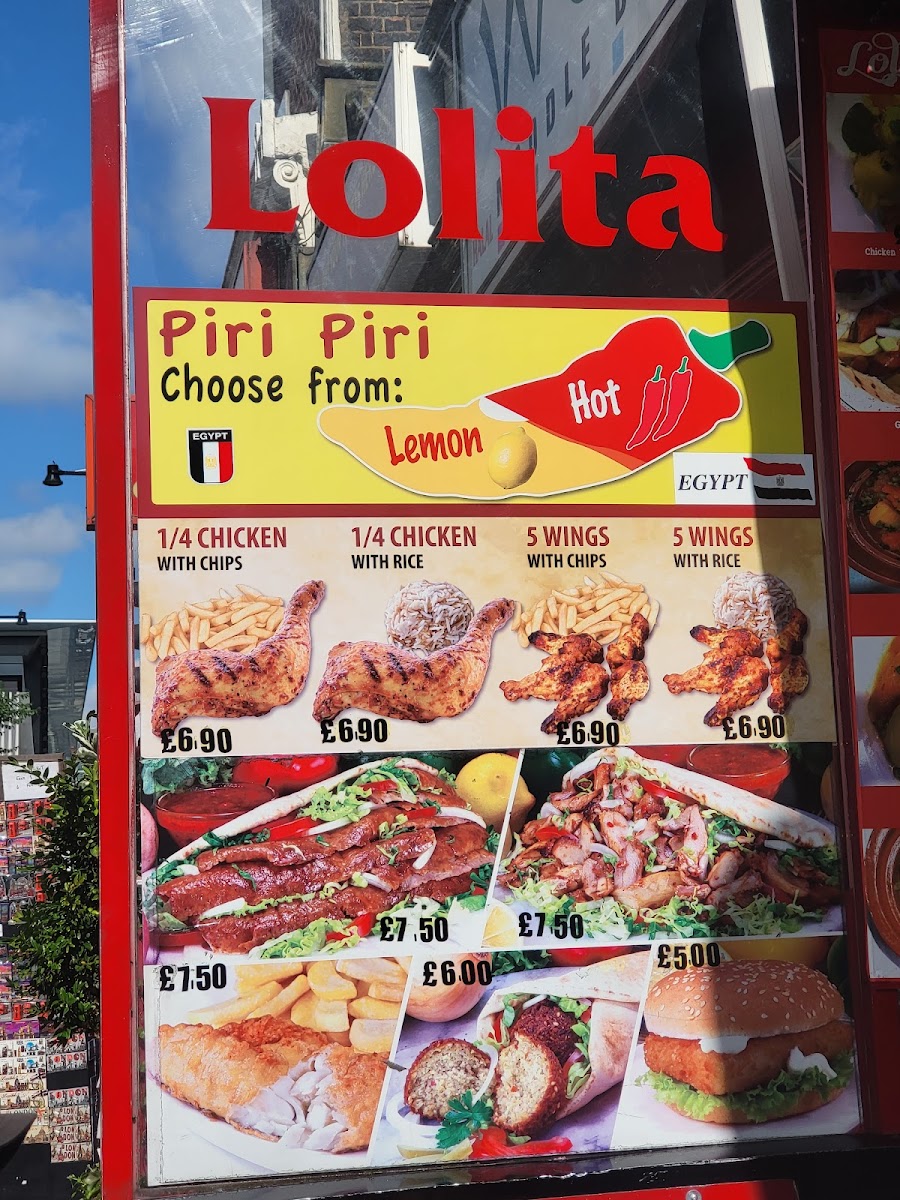 Lolita
Piri Piri
Choose from:
Lemon
Hot
EGYPT
EGYPT
1/4 CHICKEN
WITH CHIPS
1/4 CHICKEN
WITH RICE
5 WINGS
WITH CHIPS
5 WINGS
WITH RICE
£6.90
£6.90
£6.90
£6.90
£7.50
£7.50
£7.50
£6.00
£5.00
Chicken